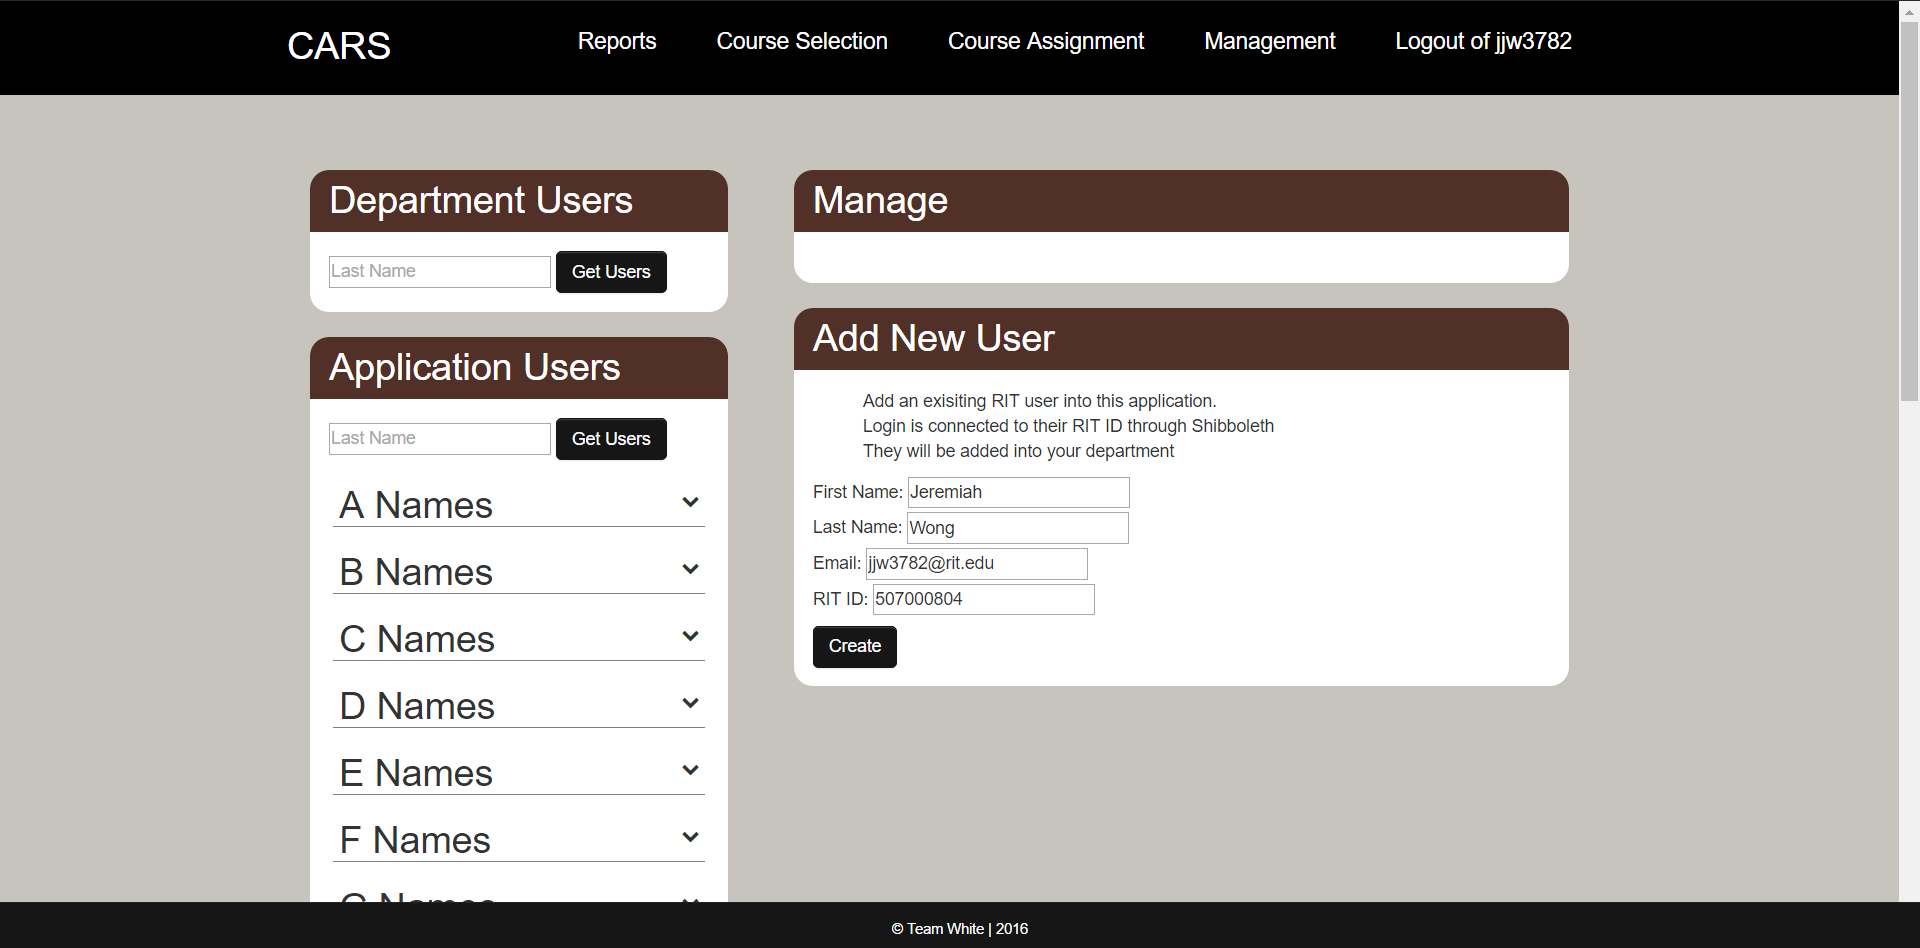 CARS
Reports
Course Selection
Course Assignment
Management
Logout of jjw3782
Department Users
Last Name
Get Users
Application Users
Last Name
Get Users
A Names
B Names
C Names
D Names
E Names
F Names
Manage
Add New User
Add an exisiting RIT user into this application.
Login is connected to their RIT ID through Shibboleth
They will be added into your department
First Name: Jeremiah
Last Name: Wong
Email: jjw3782@rit.edu
RIT ID: 507000804
Create
© Team White | 2016